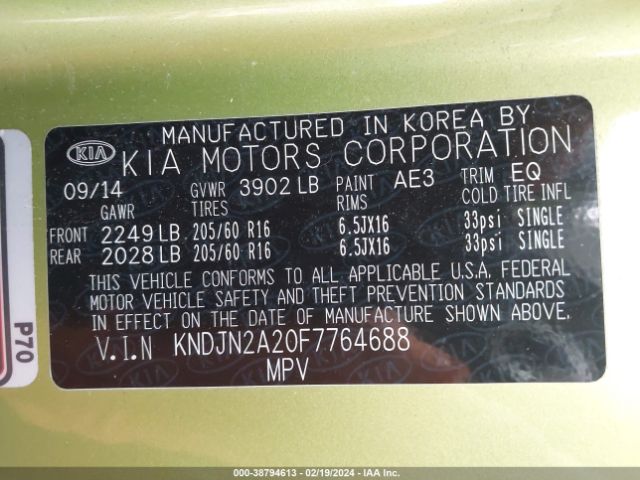 MANUFACTURED IN KOREA BY
KIA KIA MOTORS CORPORATION
09/14 GVWR 3902 LB PAINT AE3 TRIM EQ
GAWR TIRES RIMS COLD TIRE INFL
FRONT 2249 LB 205/60 R16 6.5JX16 33psi SINGLE
REAR 2028 LB 205/60 R16 6.5JX16 33psi SINGLE
THIS VEHICLE CONFORMS TO ALL APPLICABLE U.S.A. FEDERAL
MOTOR VEHICLE SAFETY AND THEFT PREVENTION STANDARDS
IN EFFECT ON THE DATE OF MANUFACTURE SHOWN ABOVE.
V.I.N KNDJN2A20F7764688
MPV
P70
000-38794613 - 02/19/2024 - IAAI.COM